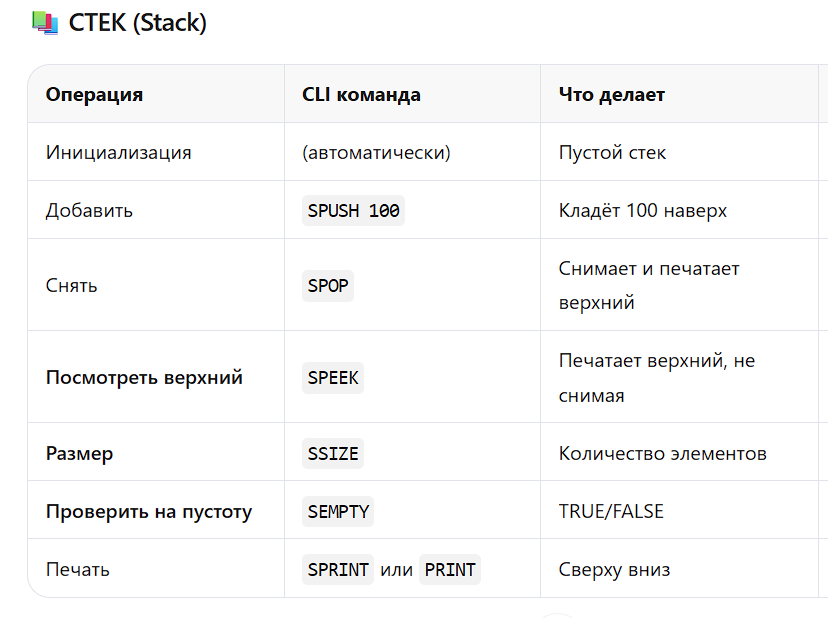 📚 СТЕК (Stack)
Операция CLI команда Что делает
Инициализация (автоматически) Пустой стек
Добавить SPUSH 100 Кладёт 100 наверх
Снять SPOP Снимает и печатает
верхний
Посмотреть верхний SPEEK Печатает верхний, не
снимая
Размер SSIZE Количество элементов
Проверить на пустоту SEMPTY TRUE/FALSE
Печать SPRINT или PRINT Сверху вниз